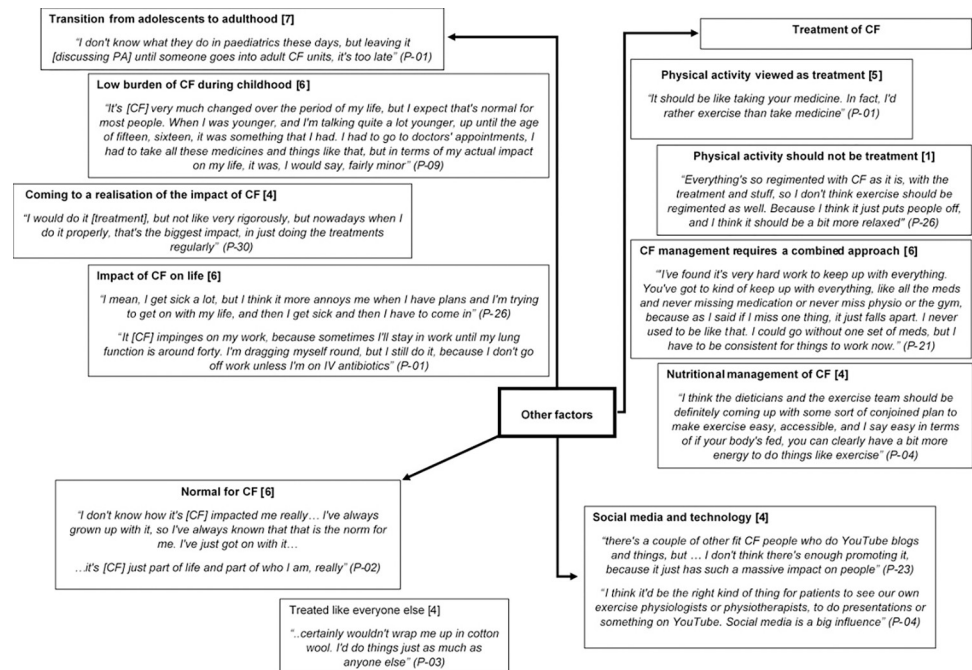 Transition from adolescents to adulthood [7]
“I don't know what they do in paediatrics these days, but leaving it
[discussing PA] until someone goes into adult CF units, it's too late” (P-01)
Low burden of CF during childhood [6]
“It's [CF] very much changed over the period of my life, but I expect that's normal for
most people. When I was younger, and I'm talking quite a lot younger, up until the
age of fifteen, sixteen, it was something that I had. I had to go to doctors' appointments, I
had to take all these medicines and things like that, but in terms of my actual impact
on my life, it was, I would say, fairly minor” (P-09)
Coming to a realisation of the impact of CF [4]
“I would do it [treatment], but not like very rigorously, but nowadays when I
do it properly, that's the biggest impact, in just doing the treatments
regularly” (P-30)
Impact of CF on life [6]
“I mean, I get sick a lot, but I think it more annoys me when I have plans and I'm trying
to get on with my life, and then I get sick and then I have to come in” (P-26)
“It [CF] impinges on my work, because sometimes I'll stay in work until my lung
function is around forty. I'm dragging myself round, but I still do it, because I don't go
off work unless I'm on IV antibiotics” (P-01)
Treatment of CF
Physical activity viewed as treatment [5]
“It should be like taking your medicine. In fact, I'd
rather exercise than take medicine” (P-01)
Physical activity should not be treatment [1]
“Everything's so regimented with CF as it is, with the
treatment and stuff, so I don't think exercise should be
regimented as well. Because I think it just puts people off,
and I think it should be a bit more relaxed" (P-26)
CF management requires a combined approach [6]
“'I've found it's very hard work to keep up with everything.
You've got to kind of keep up with everything, like all the meds
and never missing medication or never miss physio or the gym,
because as I said if I miss one thing, it just falls apart. I never
used to be like that. I could go without one set of meds, but I
have to be consistent for things to work now.” (P-21)
Nutritional management of CF [4]
“I think the dieticians and the exercise team should be
definitely coming up with some sort of conjoined plan to
make exercise easy, accessible, and I say easy in terms
of if your body's fed, you can clearly have a bit more
energy to do things like exercise” (P-04)
Other factors
Normal for CF [6]
“I don't know how it's [CF] impacted me really… I've always
grown up with it, so I've always known that that is the norm for
me. I've just got on with it…
…it's [CF] just part of life and part of who I am, really” (P-02)
Treated like everyone else [4]
“..certainly wouldn't wrap me up in cotton
wool. I'd do things just as much as
anyone else” (P-03)
Social media and technology [4]
“there's a couple of other fit CF people who do YouTube blogs
and things, but … I don't think there's enough promoting it,
because it just has such a massive impact on people” (P-23)
“I think it'd be the right kind of thing for patients to see our own
exercise physiologists or physiotherapists, to do presentations or
something on YouTube. Social media is a big influence” (P-04)